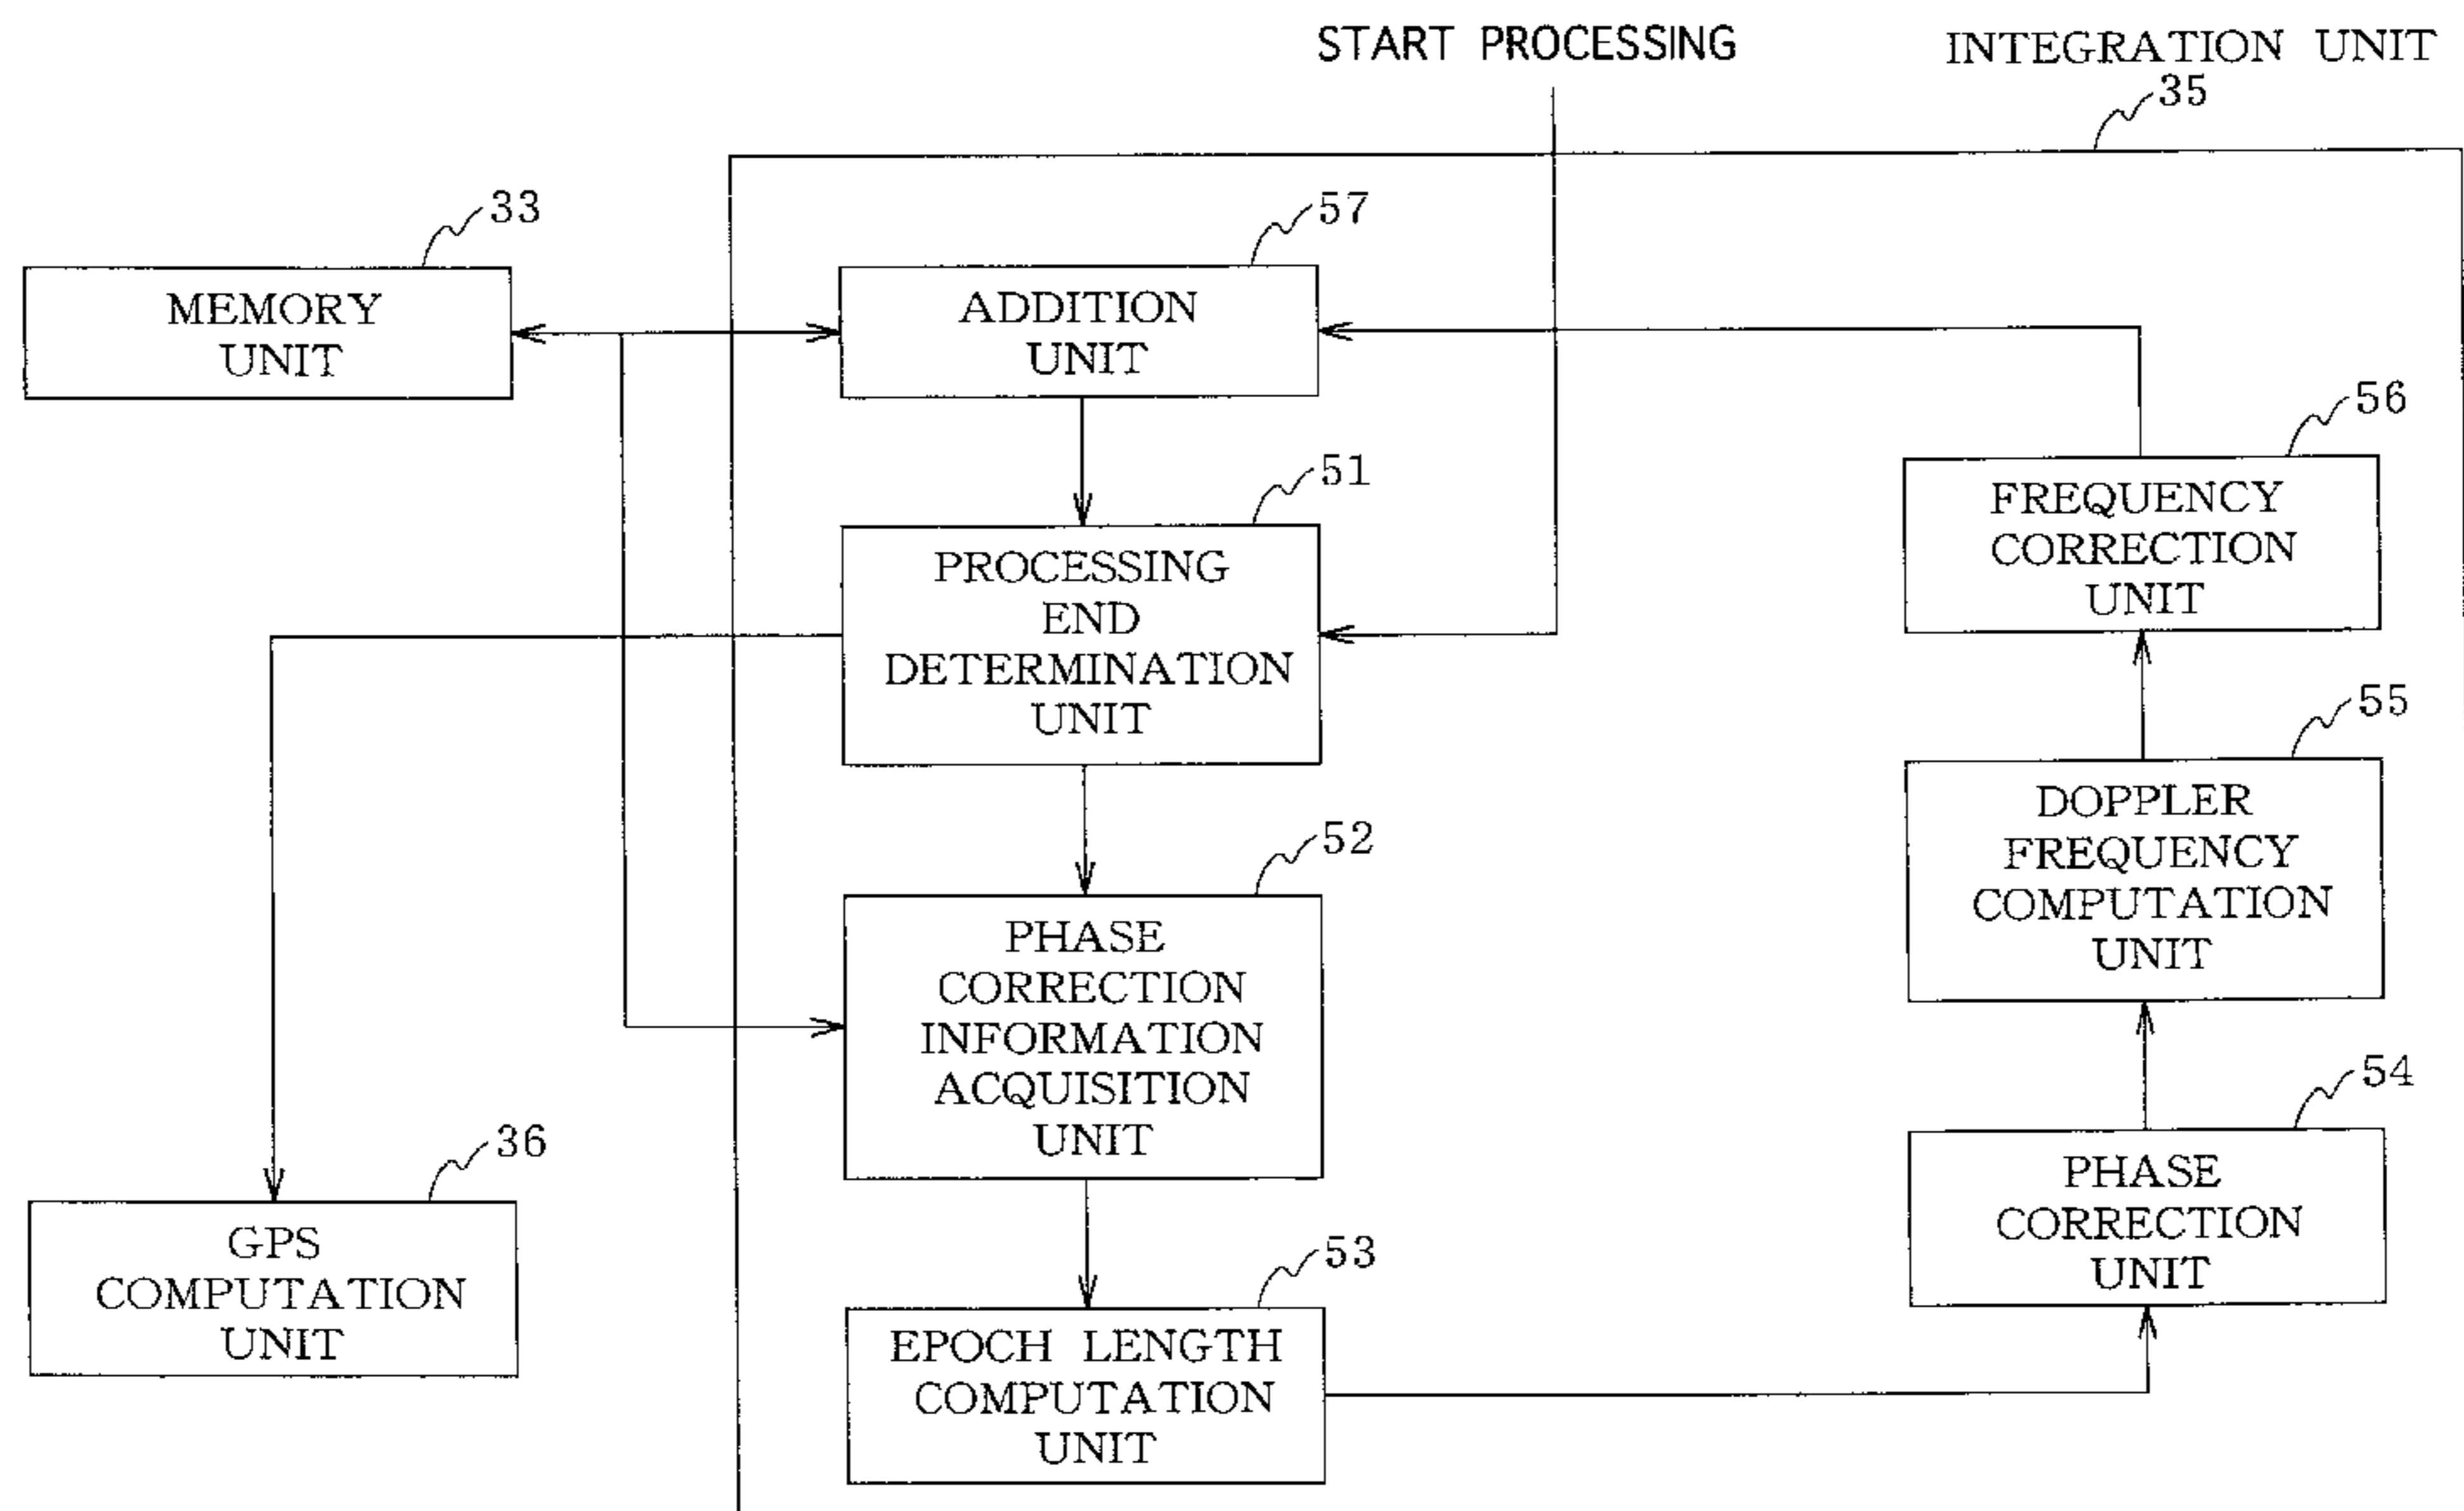 START PROCESSING
INTEGRATION UNIT
35
33
MEMORY
UNIT
57
ADDITION
UNIT
56
FREQUENCY
CORRECTION
UNIT
51
PROCESSING
END
DETERMINATION
UNIT
55
DOPPLER
FREQUENCY
COMPUTATION
UNIT
52
PHASE
CORRECTION
INFORMATION
ACQUISITION
UNIT
54
PHASE
CORRECTION
UNIT
36
GPS
COMPUTATION
UNIT
53
EPOCH LENGTH
COMPUTATION
UNIT